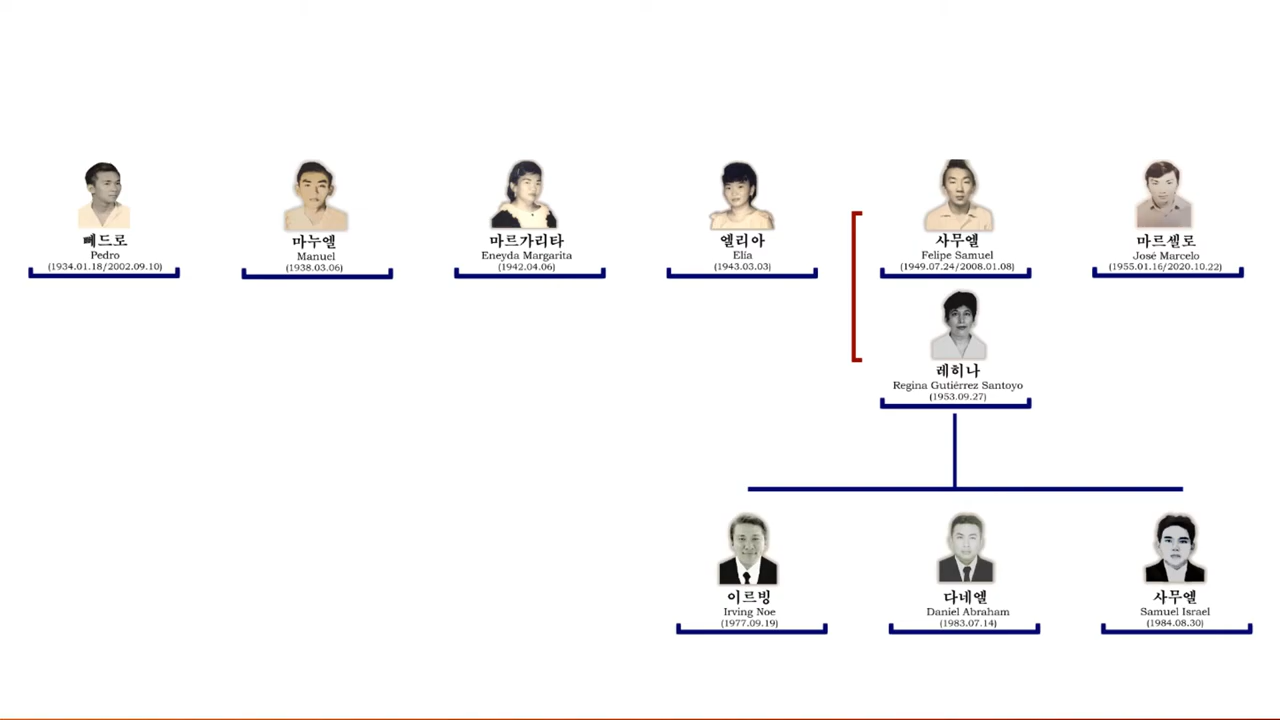 뻬드로
Pedro
(1934.01.18/2002.09.10)
마누엘
Manuel
(1938.03.06)
마르가리타
Eneyda Margarita
(1942.04.06)
엘리아
Elía
(1943.03.03)
사무엘
Felipe Samuel
(1949.07.24/2008.01.08)
마르셀로
José Marcelo
(1955.01.16/2020.10.22)
레히나
Regina Gutiérrez Santoyo
(1953.09.27)
이르빙
Irving Noe
(1977.09.19)
다네엘
Daniel Abraham
(1983.07.14)
사무엘
Samuel Israel
(1984.08.30)